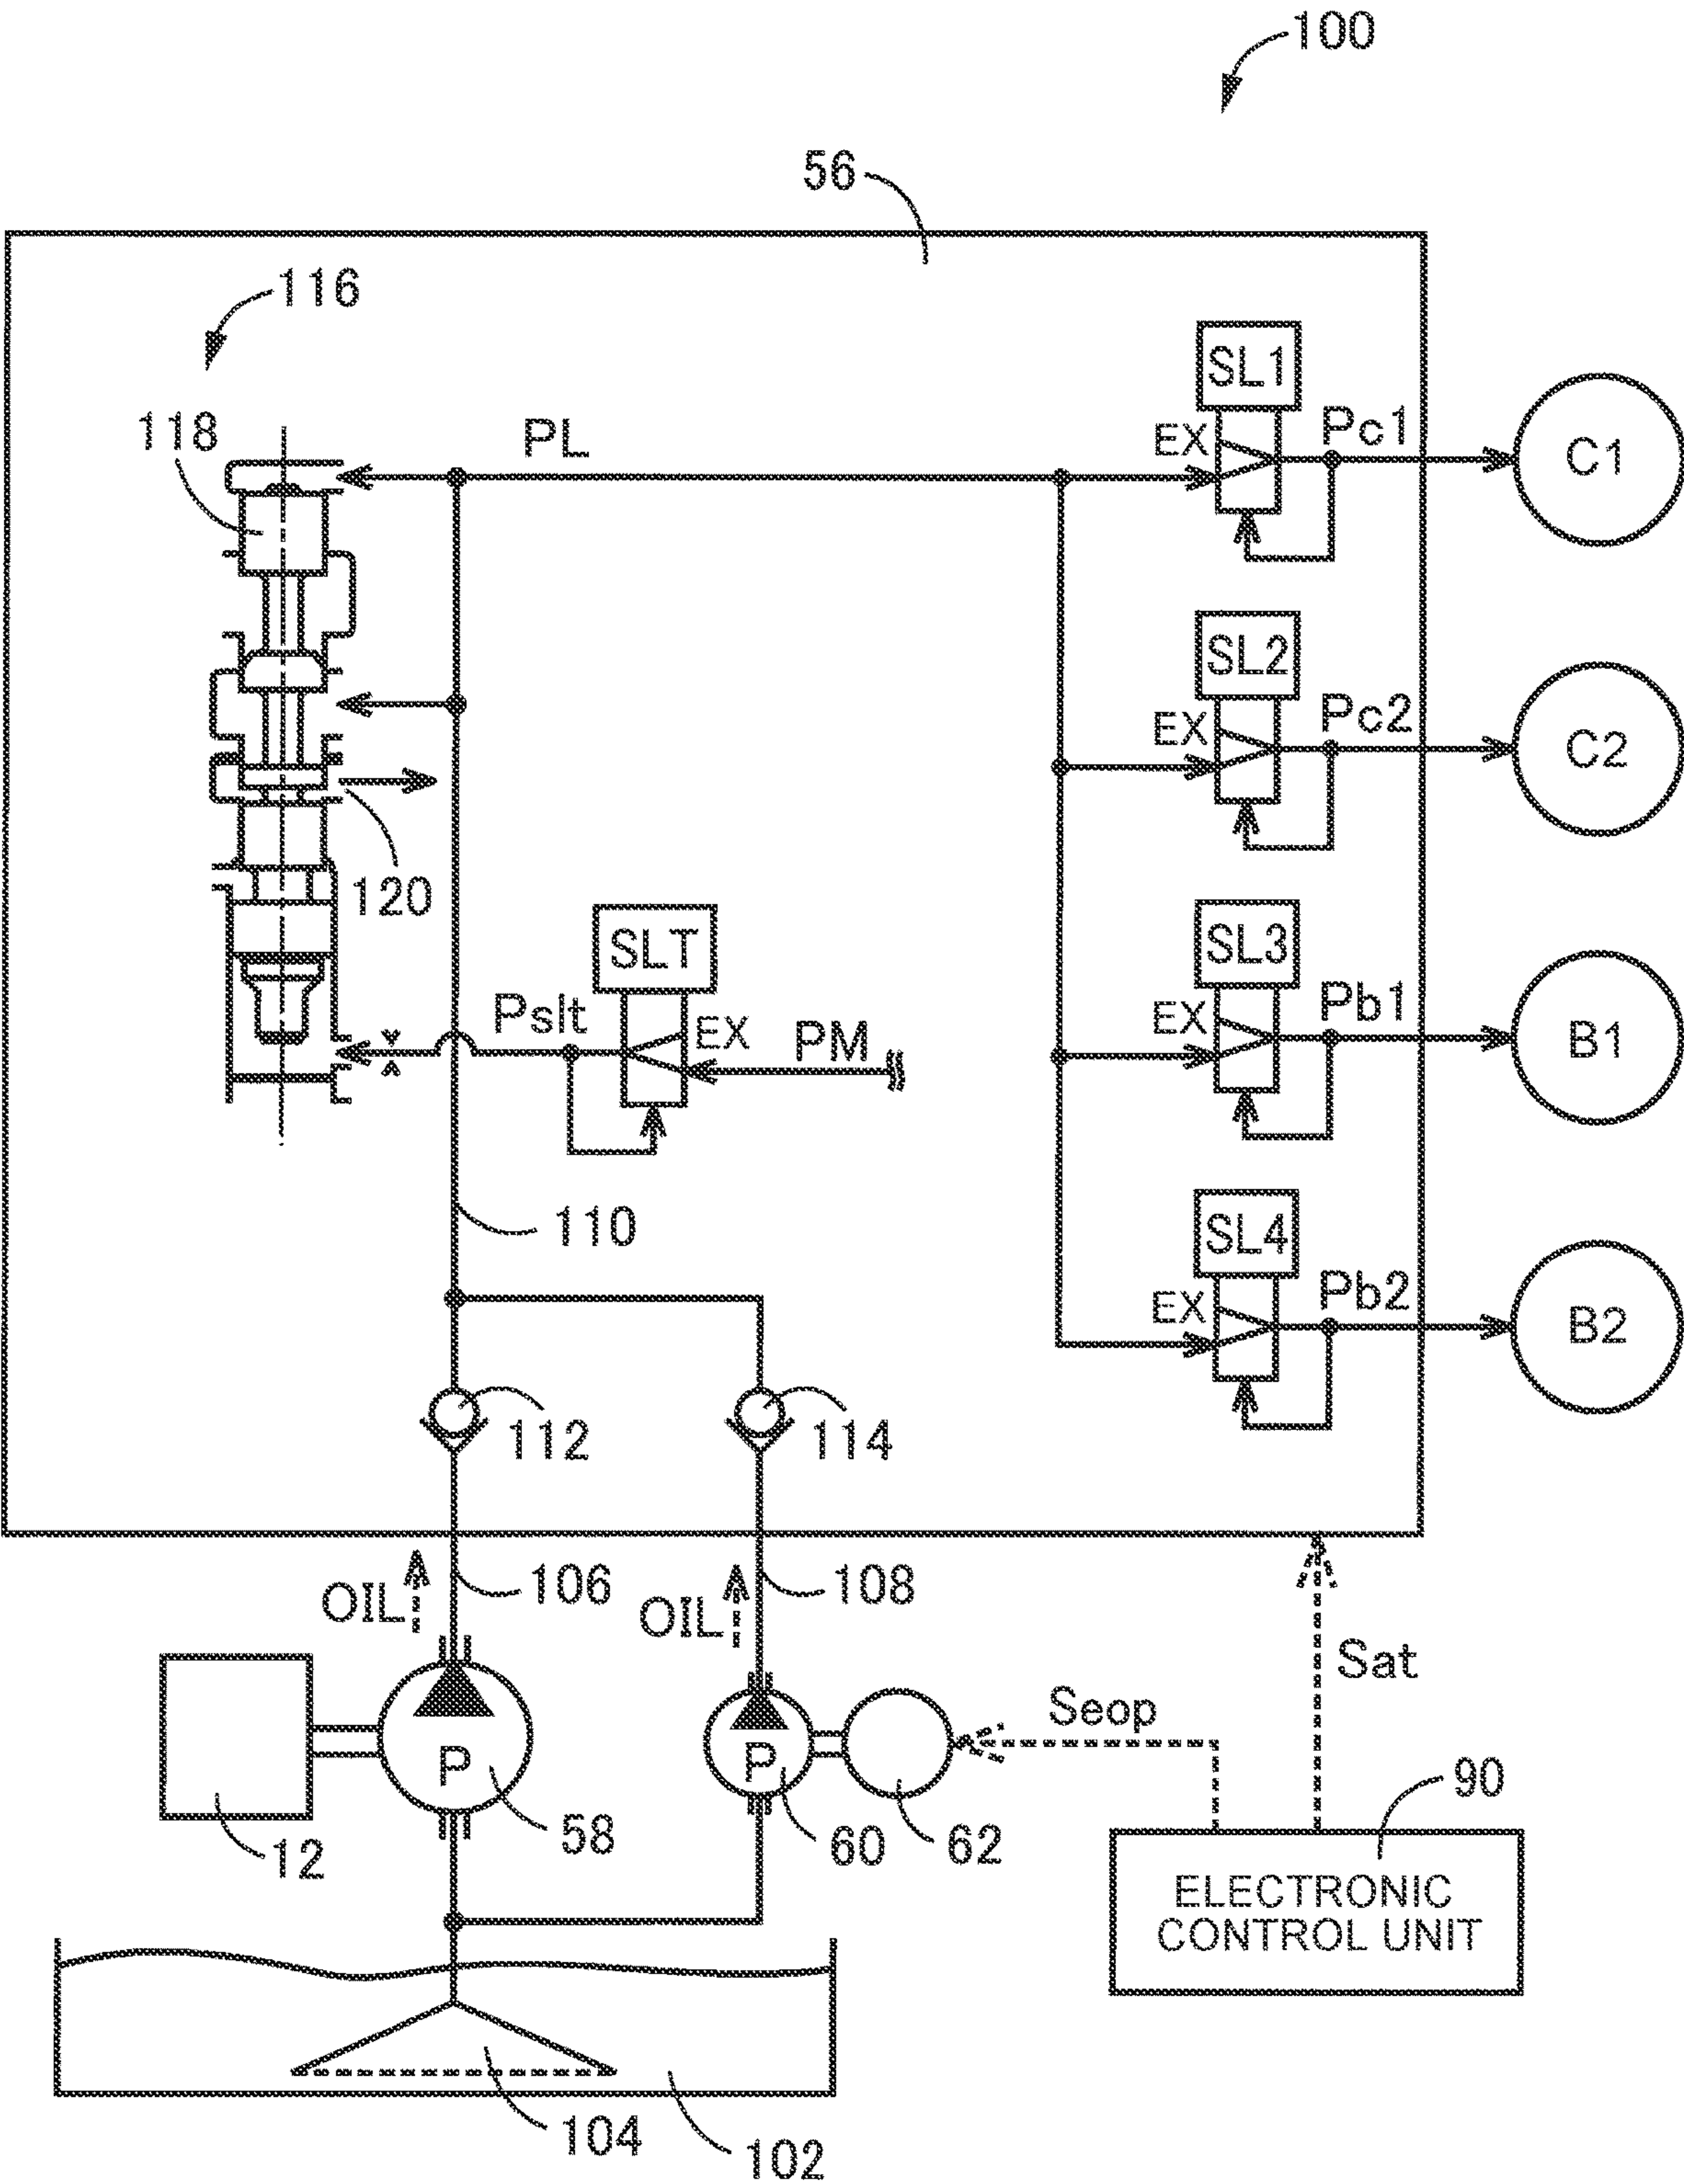 100
56
116
SL1
118
PL
EX
Pc1
C1
SL2
EX
Pc2
C2
120
SLT
SL3
Pslt
EX
PM
EX
Pb1
B1
110
SL4
EX
Pb2
B2
112
114
OIL
106
OIL
108
Sat
Seop
P
P
90
12
58
60
62
ELECTRONIC
CONTROL UNIT
104
102